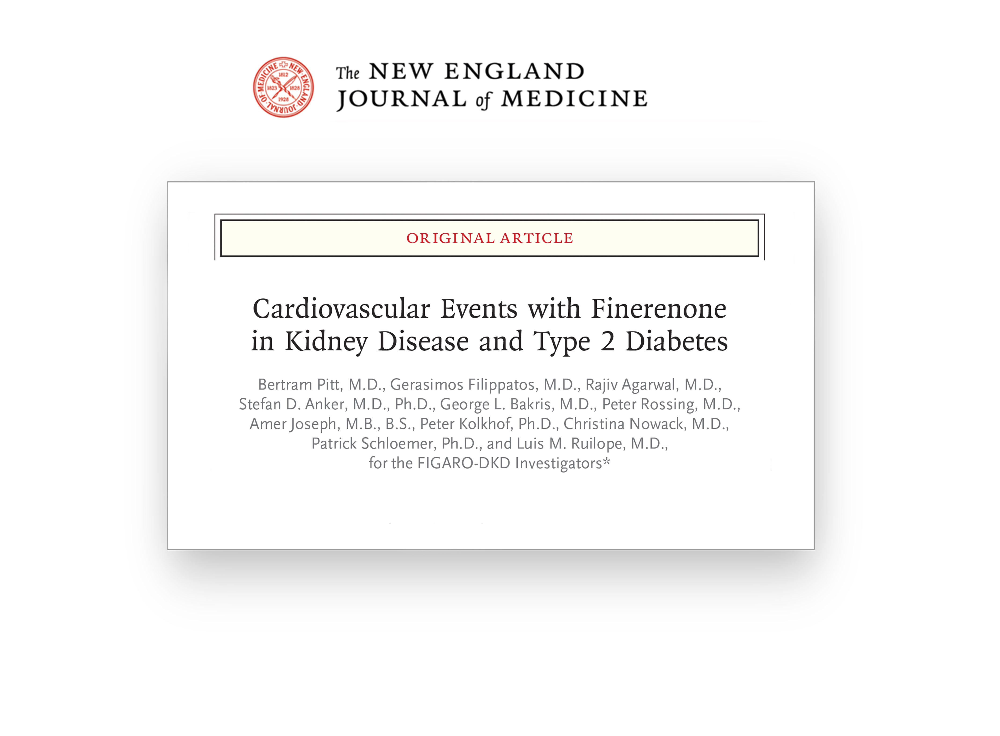 NEW ENGLAND JOURNAL OF MEDICINE
1812
1823 1828
1928
The NEW ENGLAND
JOURNAL of MEDICINE
ORIGINAL ARTICLE
Cardiovascular Events with Finerenone
in Kidney Disease and Type 2 Diabetes
Bertram Pitt, M.D., Gerasimos Filippatos, M.D., Rajiv Agarwal, M.D.,
Stefan D. Anker, M.D., Ph.D., George L. Bakris, M.D., Peter Rossing, M.D.,
Amer Joseph, M.B., B.S., Peter Kolkhof, Ph.D., Christina Nowack, M.D.,
Patrick Schloemer, Ph.D., and Luis M. Ruilope, M.D.,
for the FIGARO-DKD Investigators*